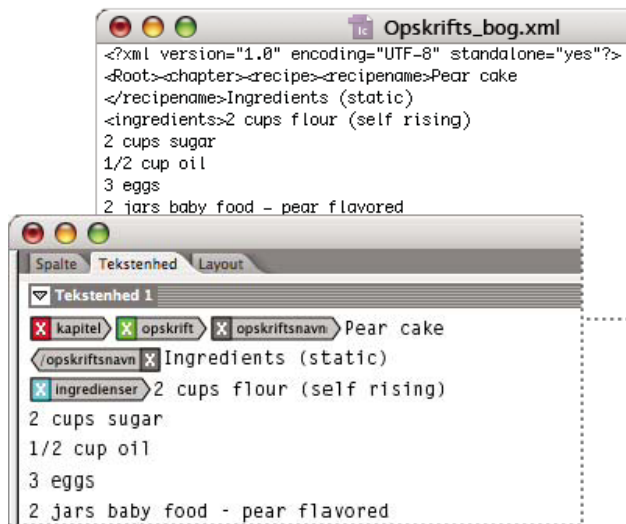 Opskrifts_bog.xml
<?xml version="1.0" encoding="UTF-8" standalone="yes"?>
<Root><chapter><recipe><recipename>Pear cake
</recipename>Ingredients (static)
<ingredients>2 cups flour (self rising)
2 cups sugar
1/2 cup oil
3 eggs
2 jars baby food – pear flavored
Spalte Tekstenhed Layout
Tekstenhed 1
kapitel opskrift opskriftsnavn Pear cake
/opskriftsnavn Ingredients (static)
ingredienser 2 cups flour (self rising)
2 cups sugar
1/2 cup oil
3 eggs
2 jars baby food - pear flavored